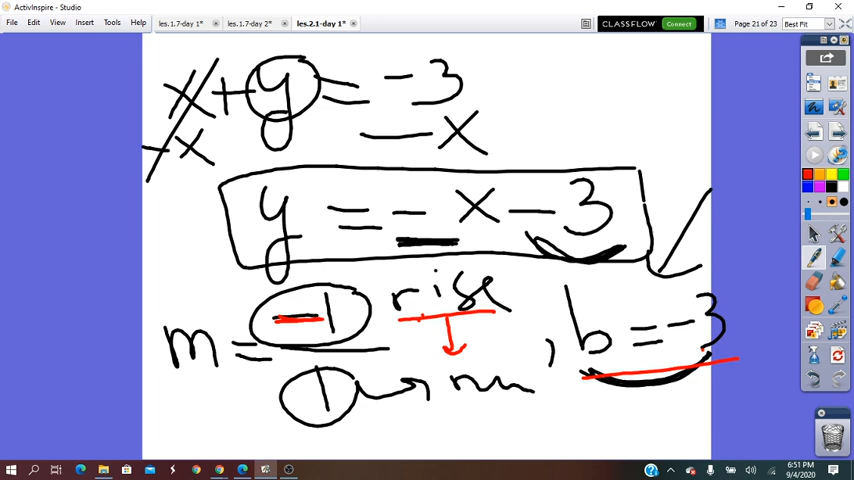 ActivInspire - Studio
File Edit View Insert Tools Help
les.1.7-day 1* les.1.7-day 2* les.2.1-day 1*
CLASSFLOW Connect
Page 21 of 23
Best Fit
x + y = -3
-x -x
y = -x - 3
m = -1 rise , b = -3
1 run
6:51 PM
9/4/2020